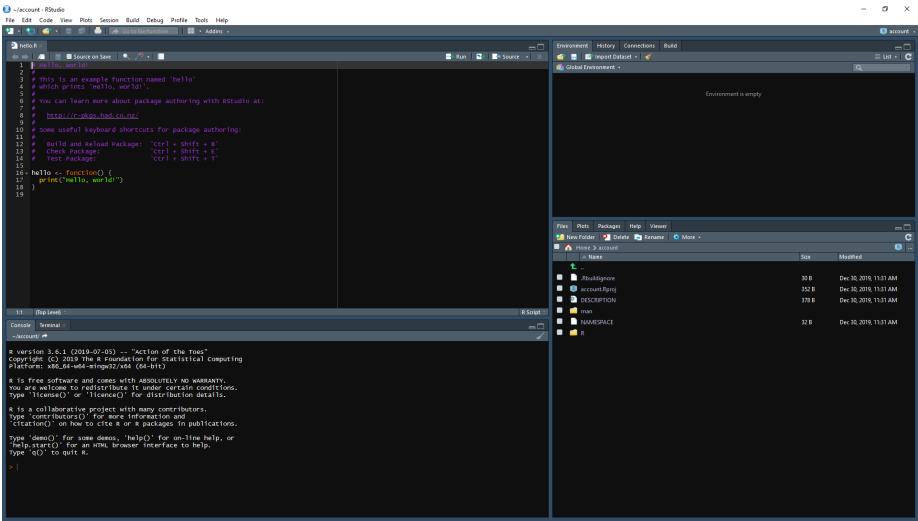 ~/account - RStudio
File Edit Code View Plots Session Build Debug Profile Tools Help
Go to file/function Addins account
hello.R
Source on Save Run Source
1 # Hello, world!
2 #
3 # This is an example function named 'hello'
4 # which prints 'Hello, world!'.
5 #
6 # You can learn more about package authoring with RStudio at:
7 #
8 #   http://r-pkgs.had.co.nz/
9 #
10 # Some useful keyboard shortcuts for package authoring:
11 #
12 #   Build and Reload Package:  'Ctrl + Shift + B'
13 #   Check Package:             'Ctrl + Shift + E'
14 #   Test Package:              'Ctrl + Shift + T'
15
16 hello <- function() {
17   print("Hello, world!")
18 }
19
1:1 (Top Level) R Script
Console Terminal
~/account/
R version 3.6.1 (2019-07-05) -- "Action of the Toes"
Copyright (C) 2019 The R Foundation for Statistical Computing
Platform: x86_64-w64-mingw32/x64 (64-bit)
R is free software and comes with ABSOLUTELY NO WARRANTY.
You are welcome to redistribute it under certain conditions.
Type 'license()' or 'licence()' for distribution details.
R is a collaborative project with many contributors.
Type 'contributors()' for more information and
'citation()' on how to cite R or R packages in publications.
Type 'demo()' for some demos, 'help()' for on-line help, or
'help.start()' for an HTML browser interface to help.
Type 'q()' to quit R.
>
Environment History Connections Build
Import Dataset List
Global Environment
Environment is empty
Files Plots Packages Help Viewer
New Folder Delete Rename More
Home > account ...
Name Size Modified
..
.Rbuildignore 30 B Dec 30, 2019, 11:31 AM
account.Rproj 352 B Dec 30, 2019, 11:31 AM
DESCRIPTION 378 B Dec 30, 2019, 11:31 AM
man
NAMESPACE 32 B Dec 30, 2019, 11:31 AM
R